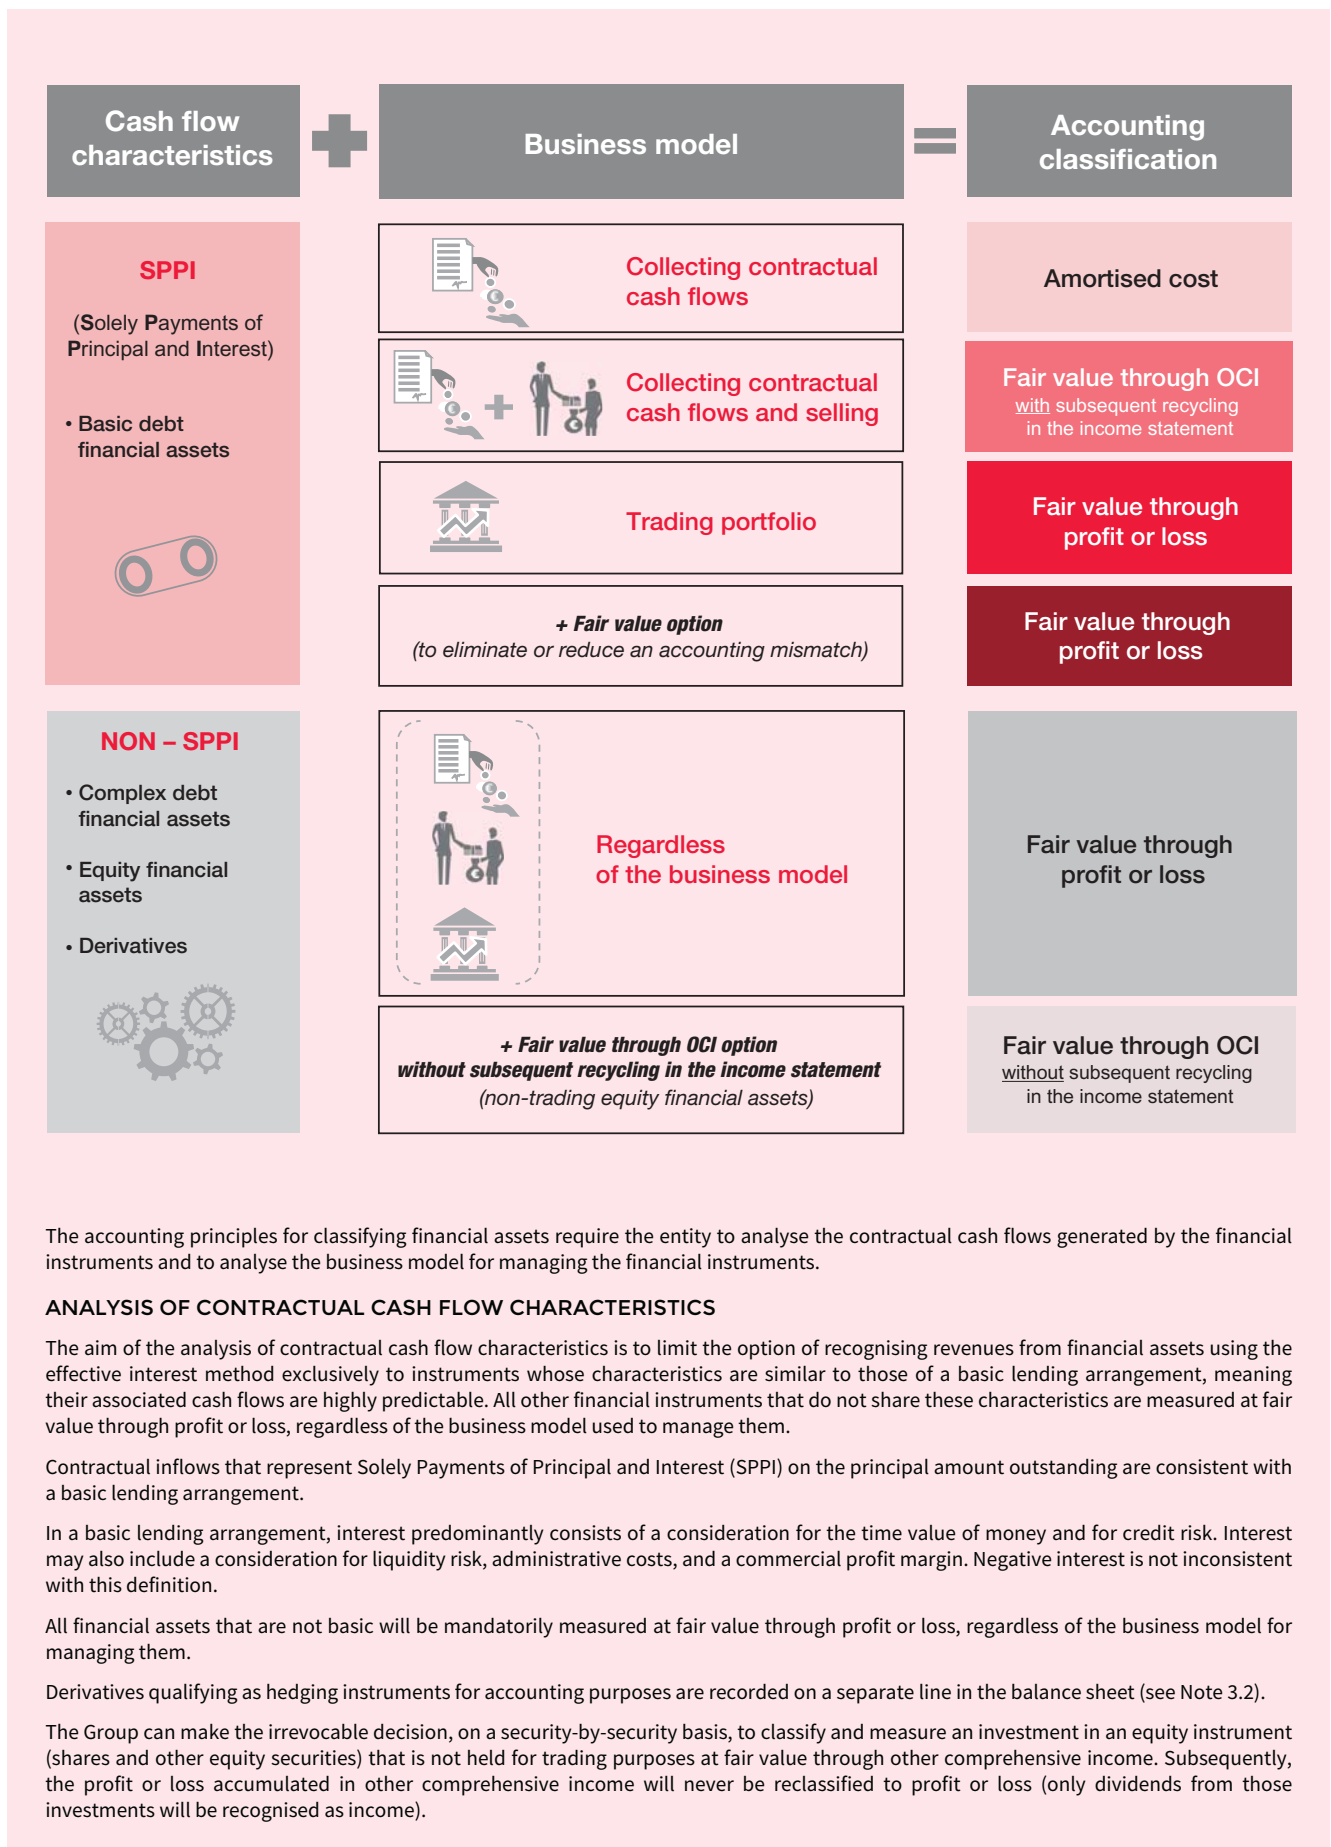 Cash flow
characteristics
Business model
Accounting
classification
SPPI
(Solely Payments of
Principal and Interest)
• Basic debt
financial assets
Collecting contractual
cash flows
Amortised cost
Collecting contractual
cash flows and selling
Fair value through OCI
with subsequent recycling
in the income statement
Trading portfolio
Fair value through
profit or loss
+ Fair value option
(to eliminate or reduce an accounting mismatch)
Fair value through
profit or loss
NON – SPPI
• Complex debt
financial assets
• Equity financial
assets
• Derivatives
Regardless
of the business model
Fair value through
profit or loss
+ Fair value through OCI option
without subsequent recycling in the income statement
(non-trading equity financial assets)
Fair value through OCI
without subsequent recycling
in the income statement
The accounting principles for classifying financial assets require the entity to analyse the contractual cash flows generated by the financial
instruments and to analyse the business model for managing the financial instruments.
ANALYSIS OF CONTRACTUAL CASH FLOW CHARACTERISTICS
The aim of the analysis of contractual cash flow characteristics is to limit the option of recognising revenues from financial assets using the
effective interest method exclusively to instruments whose characteristics are similar to those of a basic lending arrangement, meaning
their associated cash flows are highly predictable. All other financial instruments that do not share these characteristics are measured at fair
value through profit or loss, regardless of the business model used to manage them.
Contractual inflows that represent Solely Payments of Principal and Interest (SPPI) on the principal amount outstanding are consistent with
a basic lending arrangement.
In a basic lending arrangement, interest predominantly consists of a consideration for the time value of money and for credit risk. Interest
may also include a consideration for liquidity risk, administrative costs, and a commercial profit margin. Negative interest is not inconsistent
with this definition.
All financial assets that are not basic will be mandatorily measured at fair value through profit or loss, regardless of the business model for
managing them.
Derivatives qualifying as hedging instruments for accounting purposes are recorded on a separate line in the balance sheet (see Note 3.2).
The Group can make the irrevocable decision, on a security-by-security basis, to classify and measure an investment in an equity instrument
(shares and other equity securities) that is not held for trading purposes at fair value through other comprehensive income. Subsequently,
the profit or loss accumulated in other comprehensive income will never be reclassified to profit or loss (only dividends from those
investments will be recognised as income).